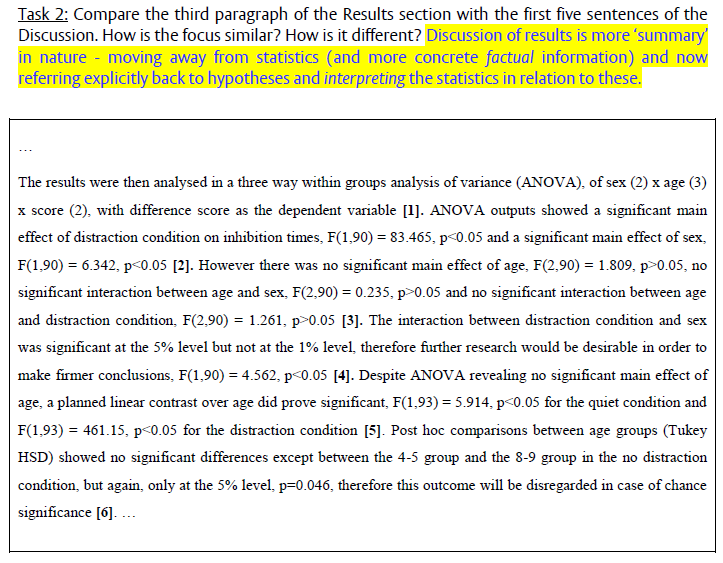 Task 2: Compare the third paragraph of the Results section with the first five sentences of the
Discussion. How is the focus similar? How is it different? Discussion of results is more ‘summary’
in nature - moving away from statistics (and more concrete factual information) and now
referring explicitly back to hypotheses and interpreting the statistics in relation to these.
…
The results were then analysed in a three way within groups analysis of variance (ANOVA), of sex (2) x age (3)
x score (2), with difference score as the dependent variable [1]. ANOVA outputs showed a significant main
effect of distraction condition on inhibition times, F(1,90) = 83.465, p<0.05 and a significant main effect of sex,
F(1,90) = 6.342, p<0.05 [2]. However there was no significant main effect of age, F(2,90) = 1.809, p>0.05, no
significant interaction between age and sex, F(2,90) = 0.235, p>0.05 and no significant interaction between age
and distraction condition, F(2,90) = 1.261, p>0.05 [3]. The interaction between distraction condition and sex
was significant at the 5% level but not at the 1% level, therefore further research would be desirable in order to
make firmer conclusions, F(1,90) = 4.562, p<0.05 [4]. Despite ANOVA revealing no significant main effect of
age, a planned linear contrast over age did prove significant, F(1,93) = 5.914, p<0.05 for the quiet condition and
F(1,93) = 461.15, p<0.05 for the distraction condition [5]. Post hoc comparisons between age groups (Tukey
HSD) showed no significant differences except between the 4-5 group and the 8-9 group in the no distraction
condition, but again, only at the 5% level, p=0.046, therefore this outcome will be disregarded in case of chance
significance [6]. …